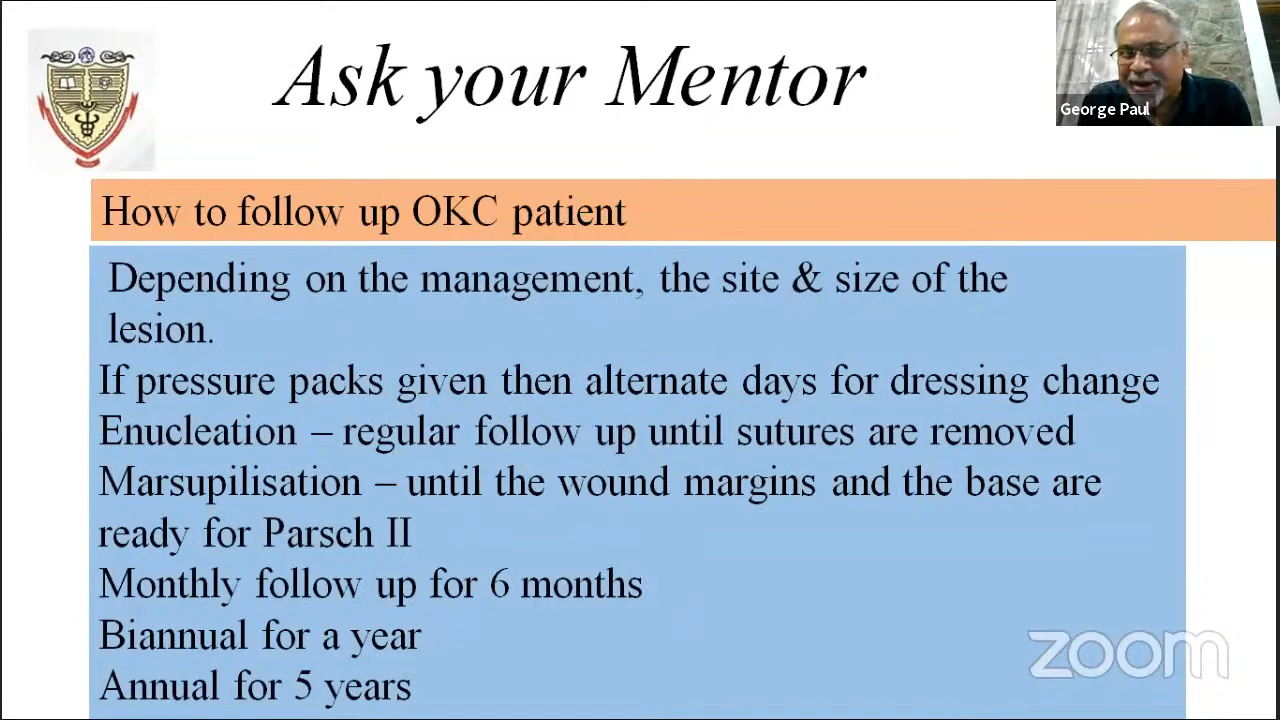 Ask your Mentor
George Paul
How to follow up OKC patient
Depending on the management, the site & size of the
lesion.
If pressure packs given then alternate days for dressing change
Enucleation – regular follow up until sutures are removed
Marsupilisation – until the wound margins and the base are
ready for Parsch II
Monthly follow up for 6 months
Biannual for a year
Annual for 5 years
zoom